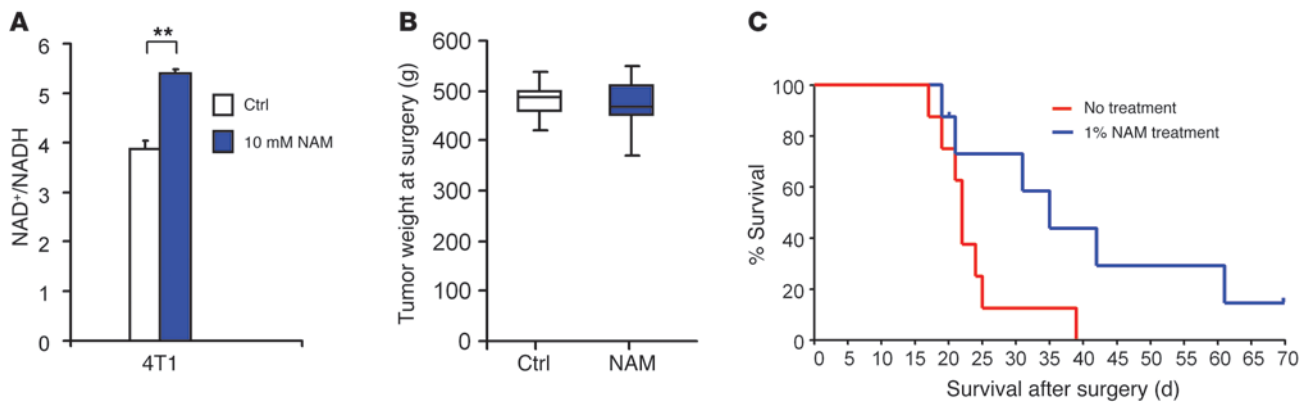 A
**
NAD+/NADH
6
5
4
3
2
1
0
4T1
Ctrl
10 mM NAM
B
Tumor weight at surgery (g)
600
500
400
300
200
100
0
Ctrl
NAM
C
% Survival
100
80
60
40
20
0
0 5 10 15 20 25 30 35 40 45 50 55 60 65 70
Survival after surgery (d)
No treatment
1% NAM treatment